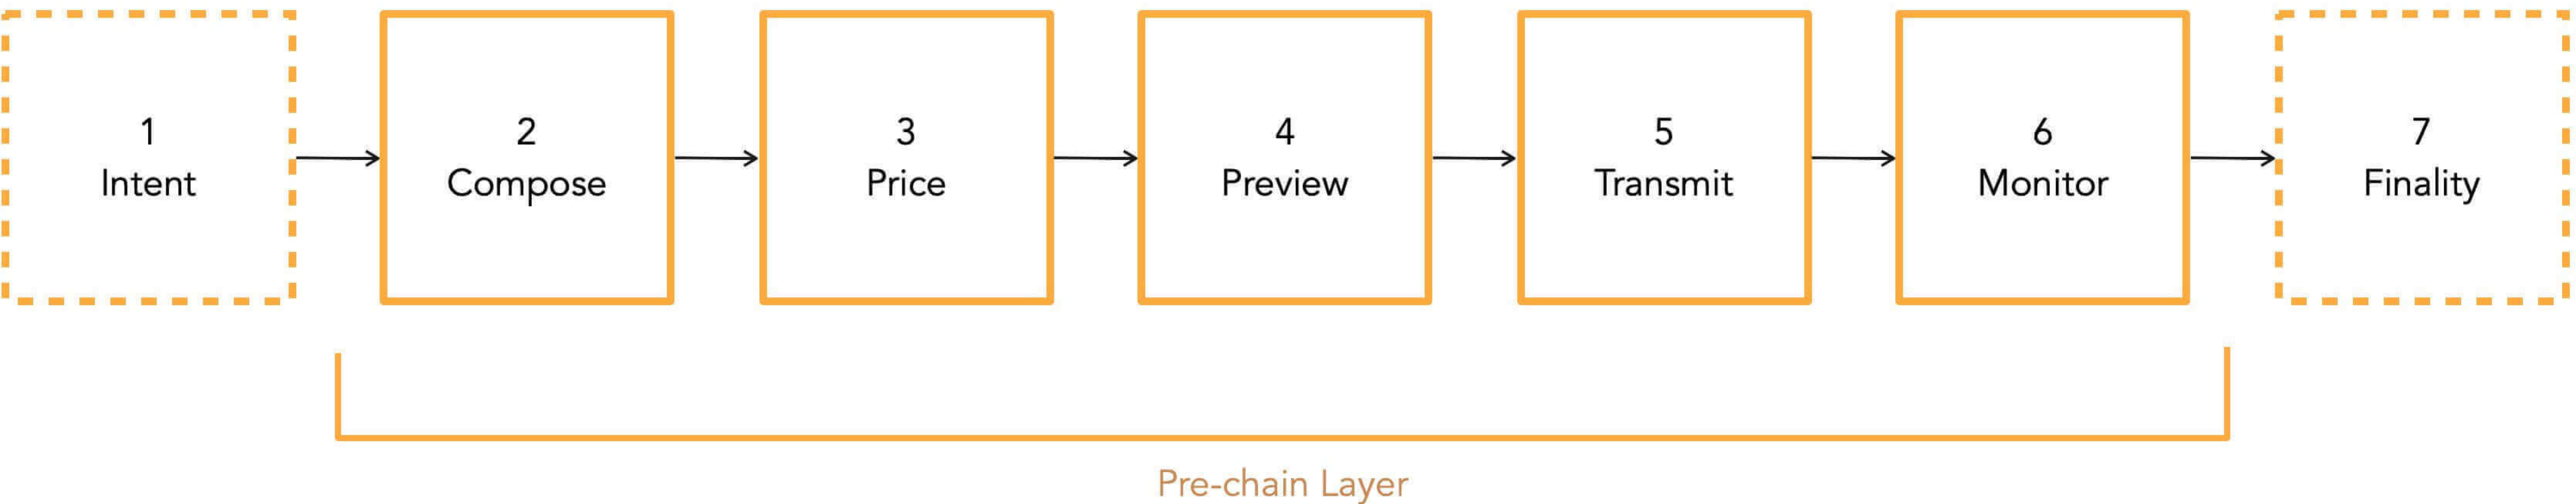 1
Intent
2
Compose
3
Price
4
Preview
5
Transmit
6
Monitor
7
Finality
Pre-chain Layer